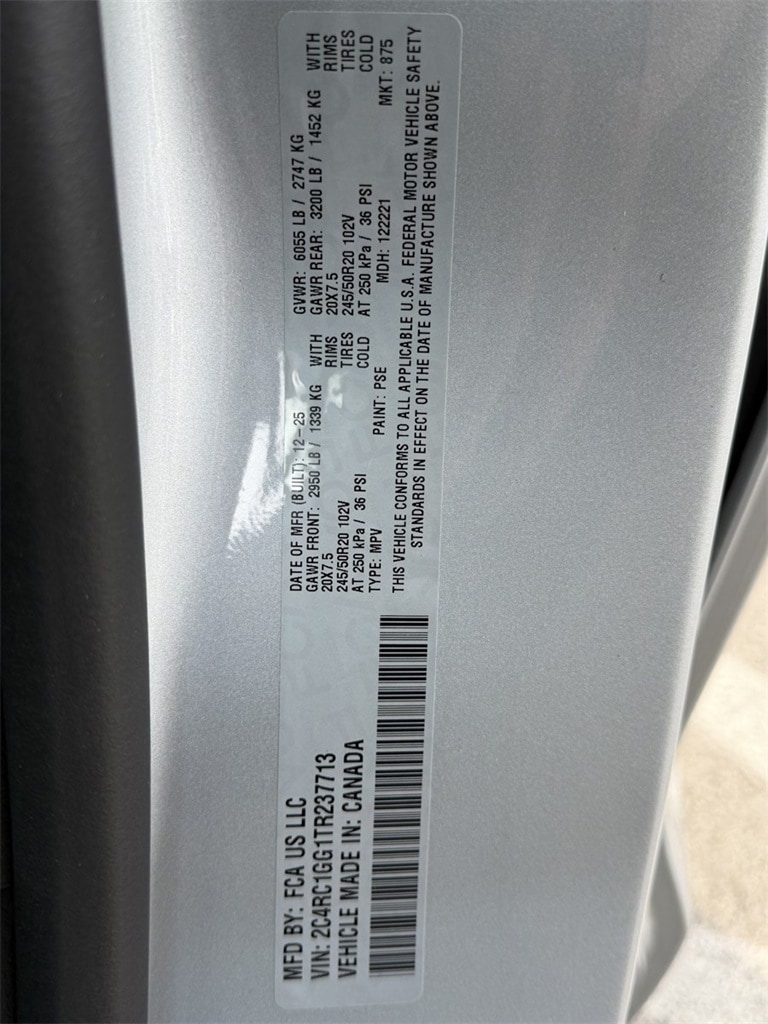 MFD BY: FCA US LLC
VIN: 2C4RC1GG1TR237713
VEHICLE MADE IN: CANADA
DATE OF MFR (BUILT): 12-25 GVWR: 6055 LB / 2747 KG
GAWR FRONT: 2950 LB / 1339 KG WITH GAWR REAR: 3200 LB / 1452 KG WITH
20X7.5 RIMS 20X7.5 RIMS
245/50R20 102V TIRES 245/50R20 102V TIRES
AT 250 kPa / 36 PSI COLD AT 250 kPa / 36 PSI COLD
TYPE: MPV PAINT: PSE MDH: 122221 MKT: 875
THIS VEHICLE CONFORMS TO ALL APPLICABLE U.S.A. FEDERAL MOTOR VEHICLE SAFETY
STANDARDS IN EFFECT ON THE DATE OF MANUFACTURE SHOWN ABOVE.